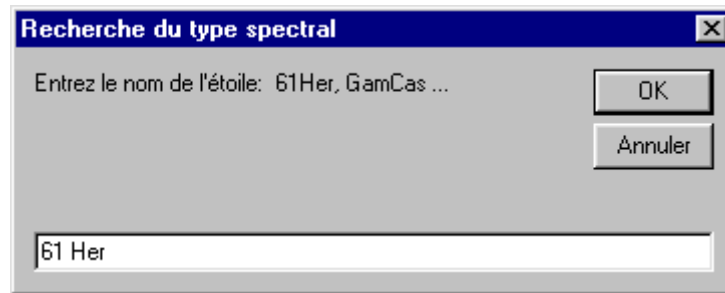 Recherche du type spectral
Entrez le nom de l'étoile: 61Her, GamCas ...
OK
Annuler
61 Her